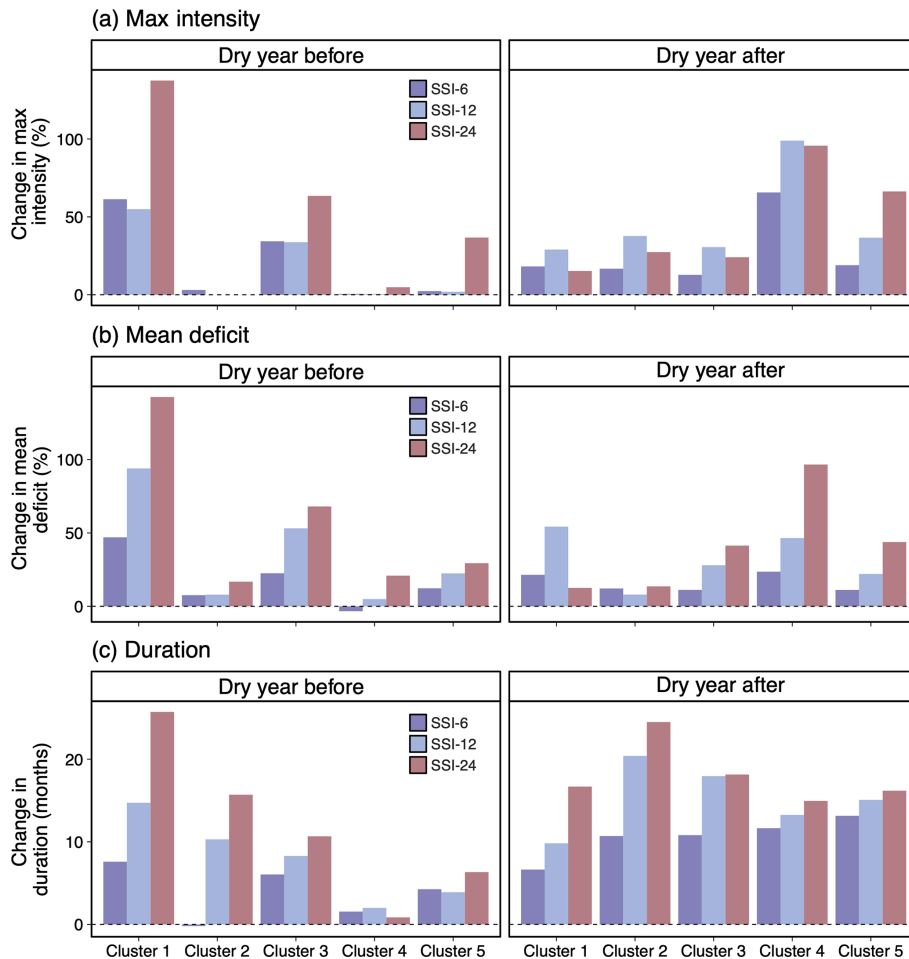 (a) Max intensity
Dry year before
Dry year after
Change in max
intensity (%)
100
50
0
SSI-6
SSI-12
SSI-24
(b) Mean deficit
Dry year before
Dry year after
Change in mean
deficit (%)
100
50
0
SSI-6
SSI-12
SSI-24
(c) Duration
Dry year before
Dry year after
Change in
duration (months)
20
10
0
SSI-6
SSI-12
SSI-24
Cluster 1 Cluster 2 Cluster 3 Cluster 4 Cluster 5
Cluster 1 Cluster 2 Cluster 3 Cluster 4 Cluster 5